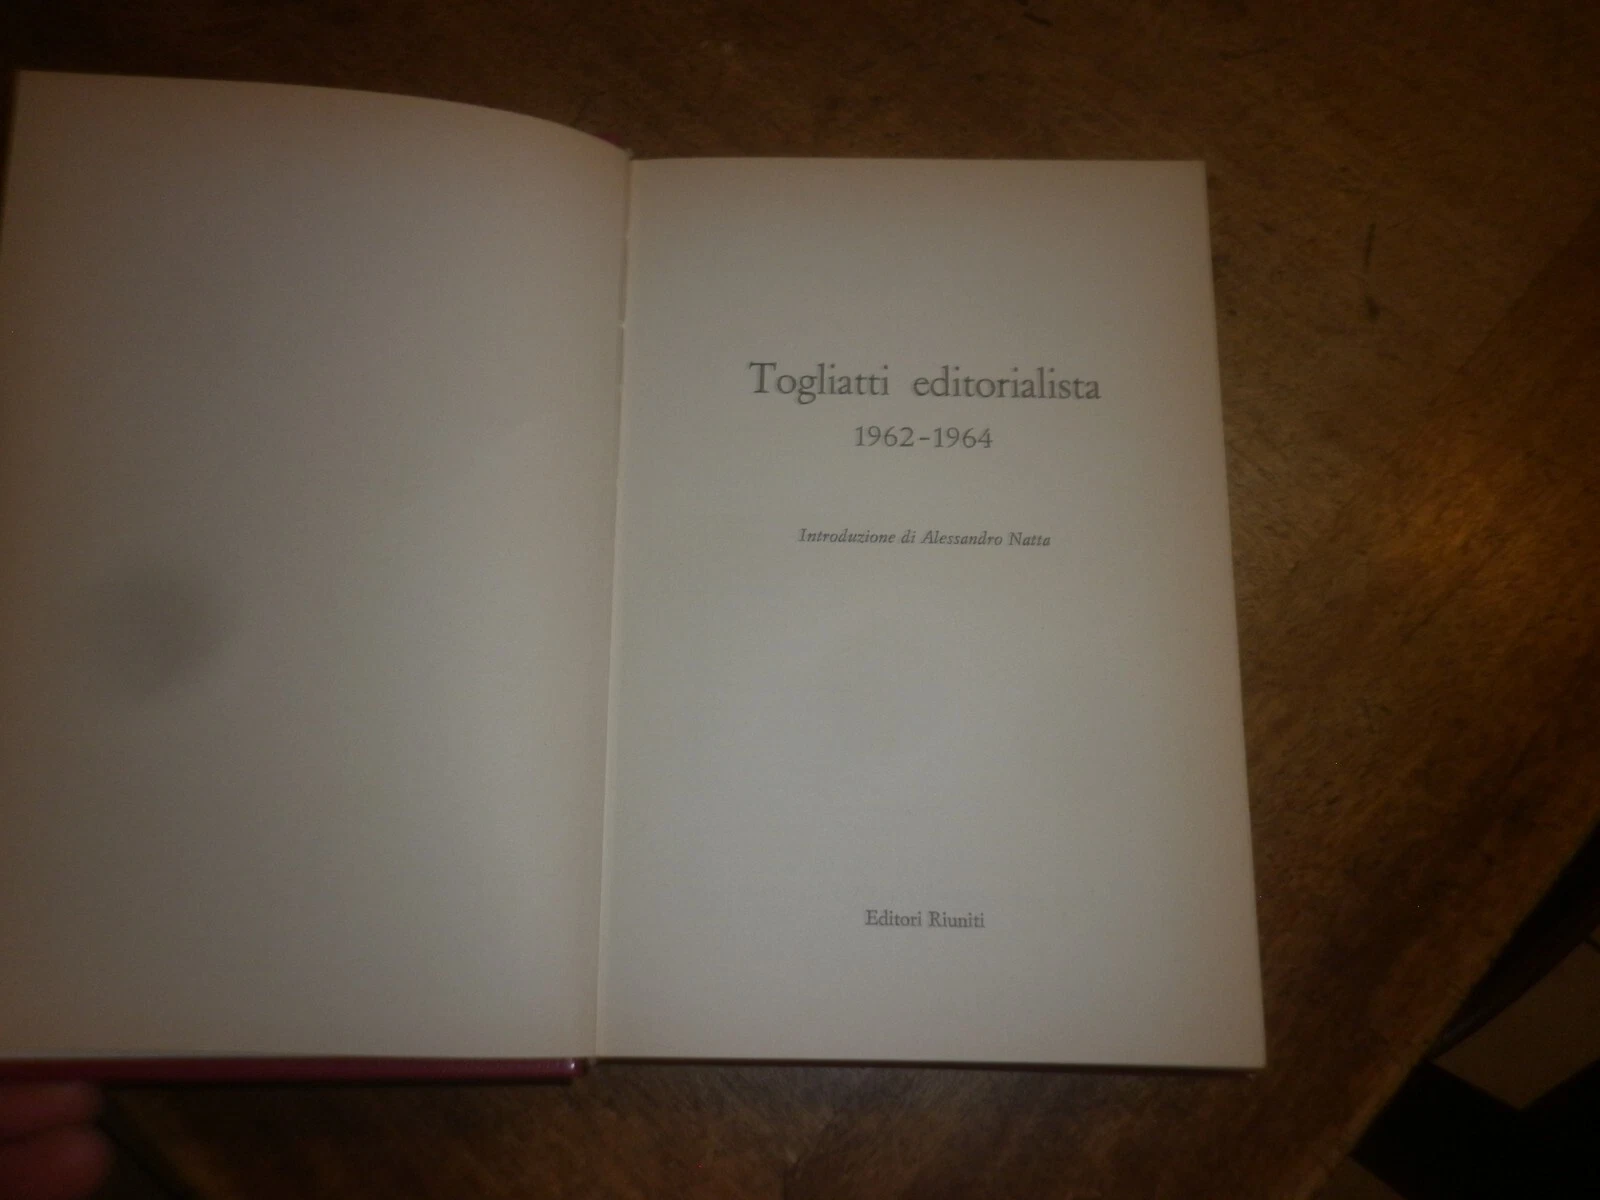 Togliatti editorialista
1962-1964
Introduzione di Alessandro Natta
Editori Riuniti